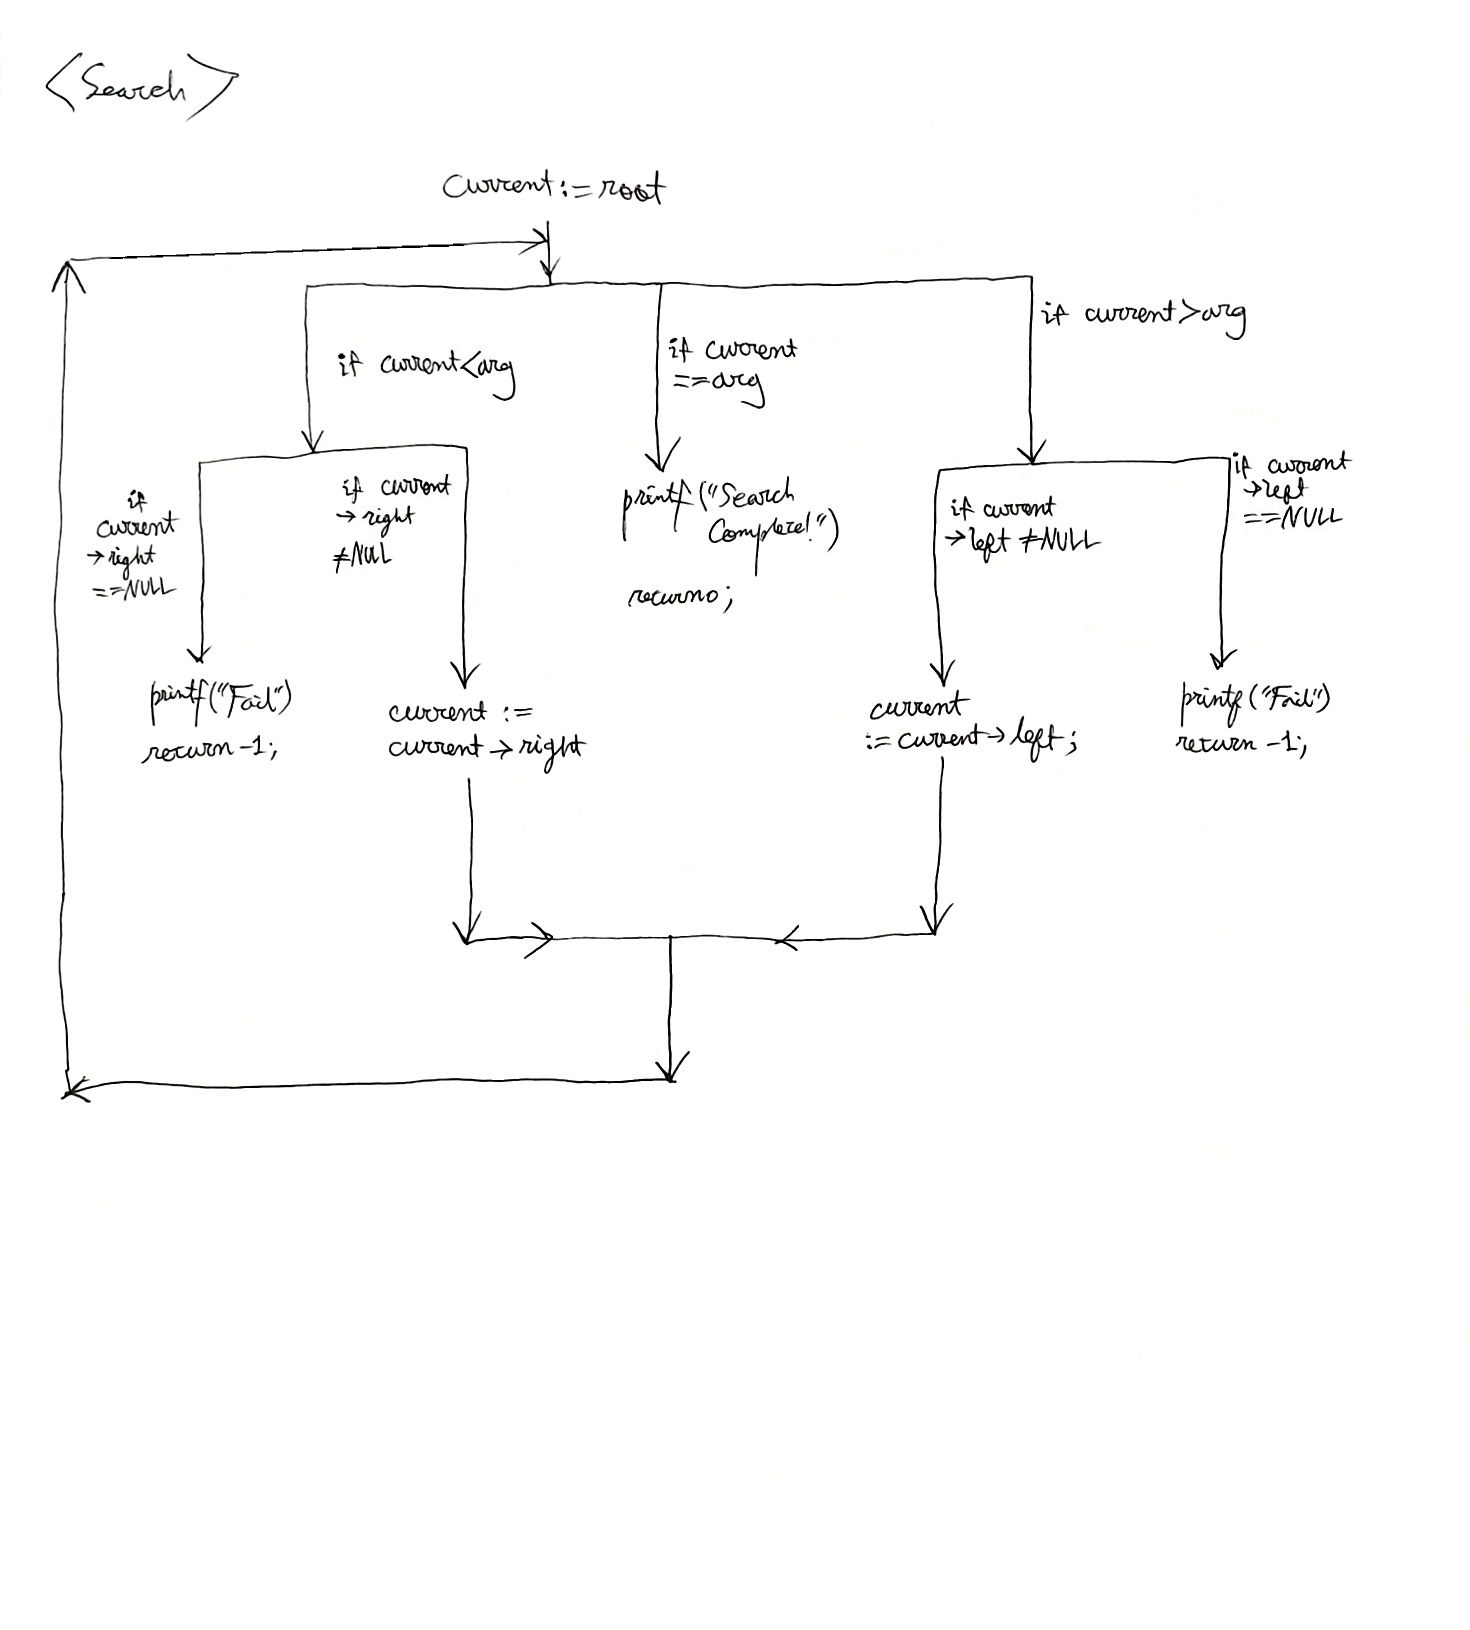 <Search>
current := root
if current > arg
if current < arg
if current
== arg
if
current
→ right
== NULL
if current
→ right
≠ NULL
printf("Search
Complete!")
return 0;
if current
→ left ≠ NULL
if current
→ left
== NULL
printf("Fail")
return -1;
current :=
current → right
current
:= current → left;
printf("Fail")
return -1;